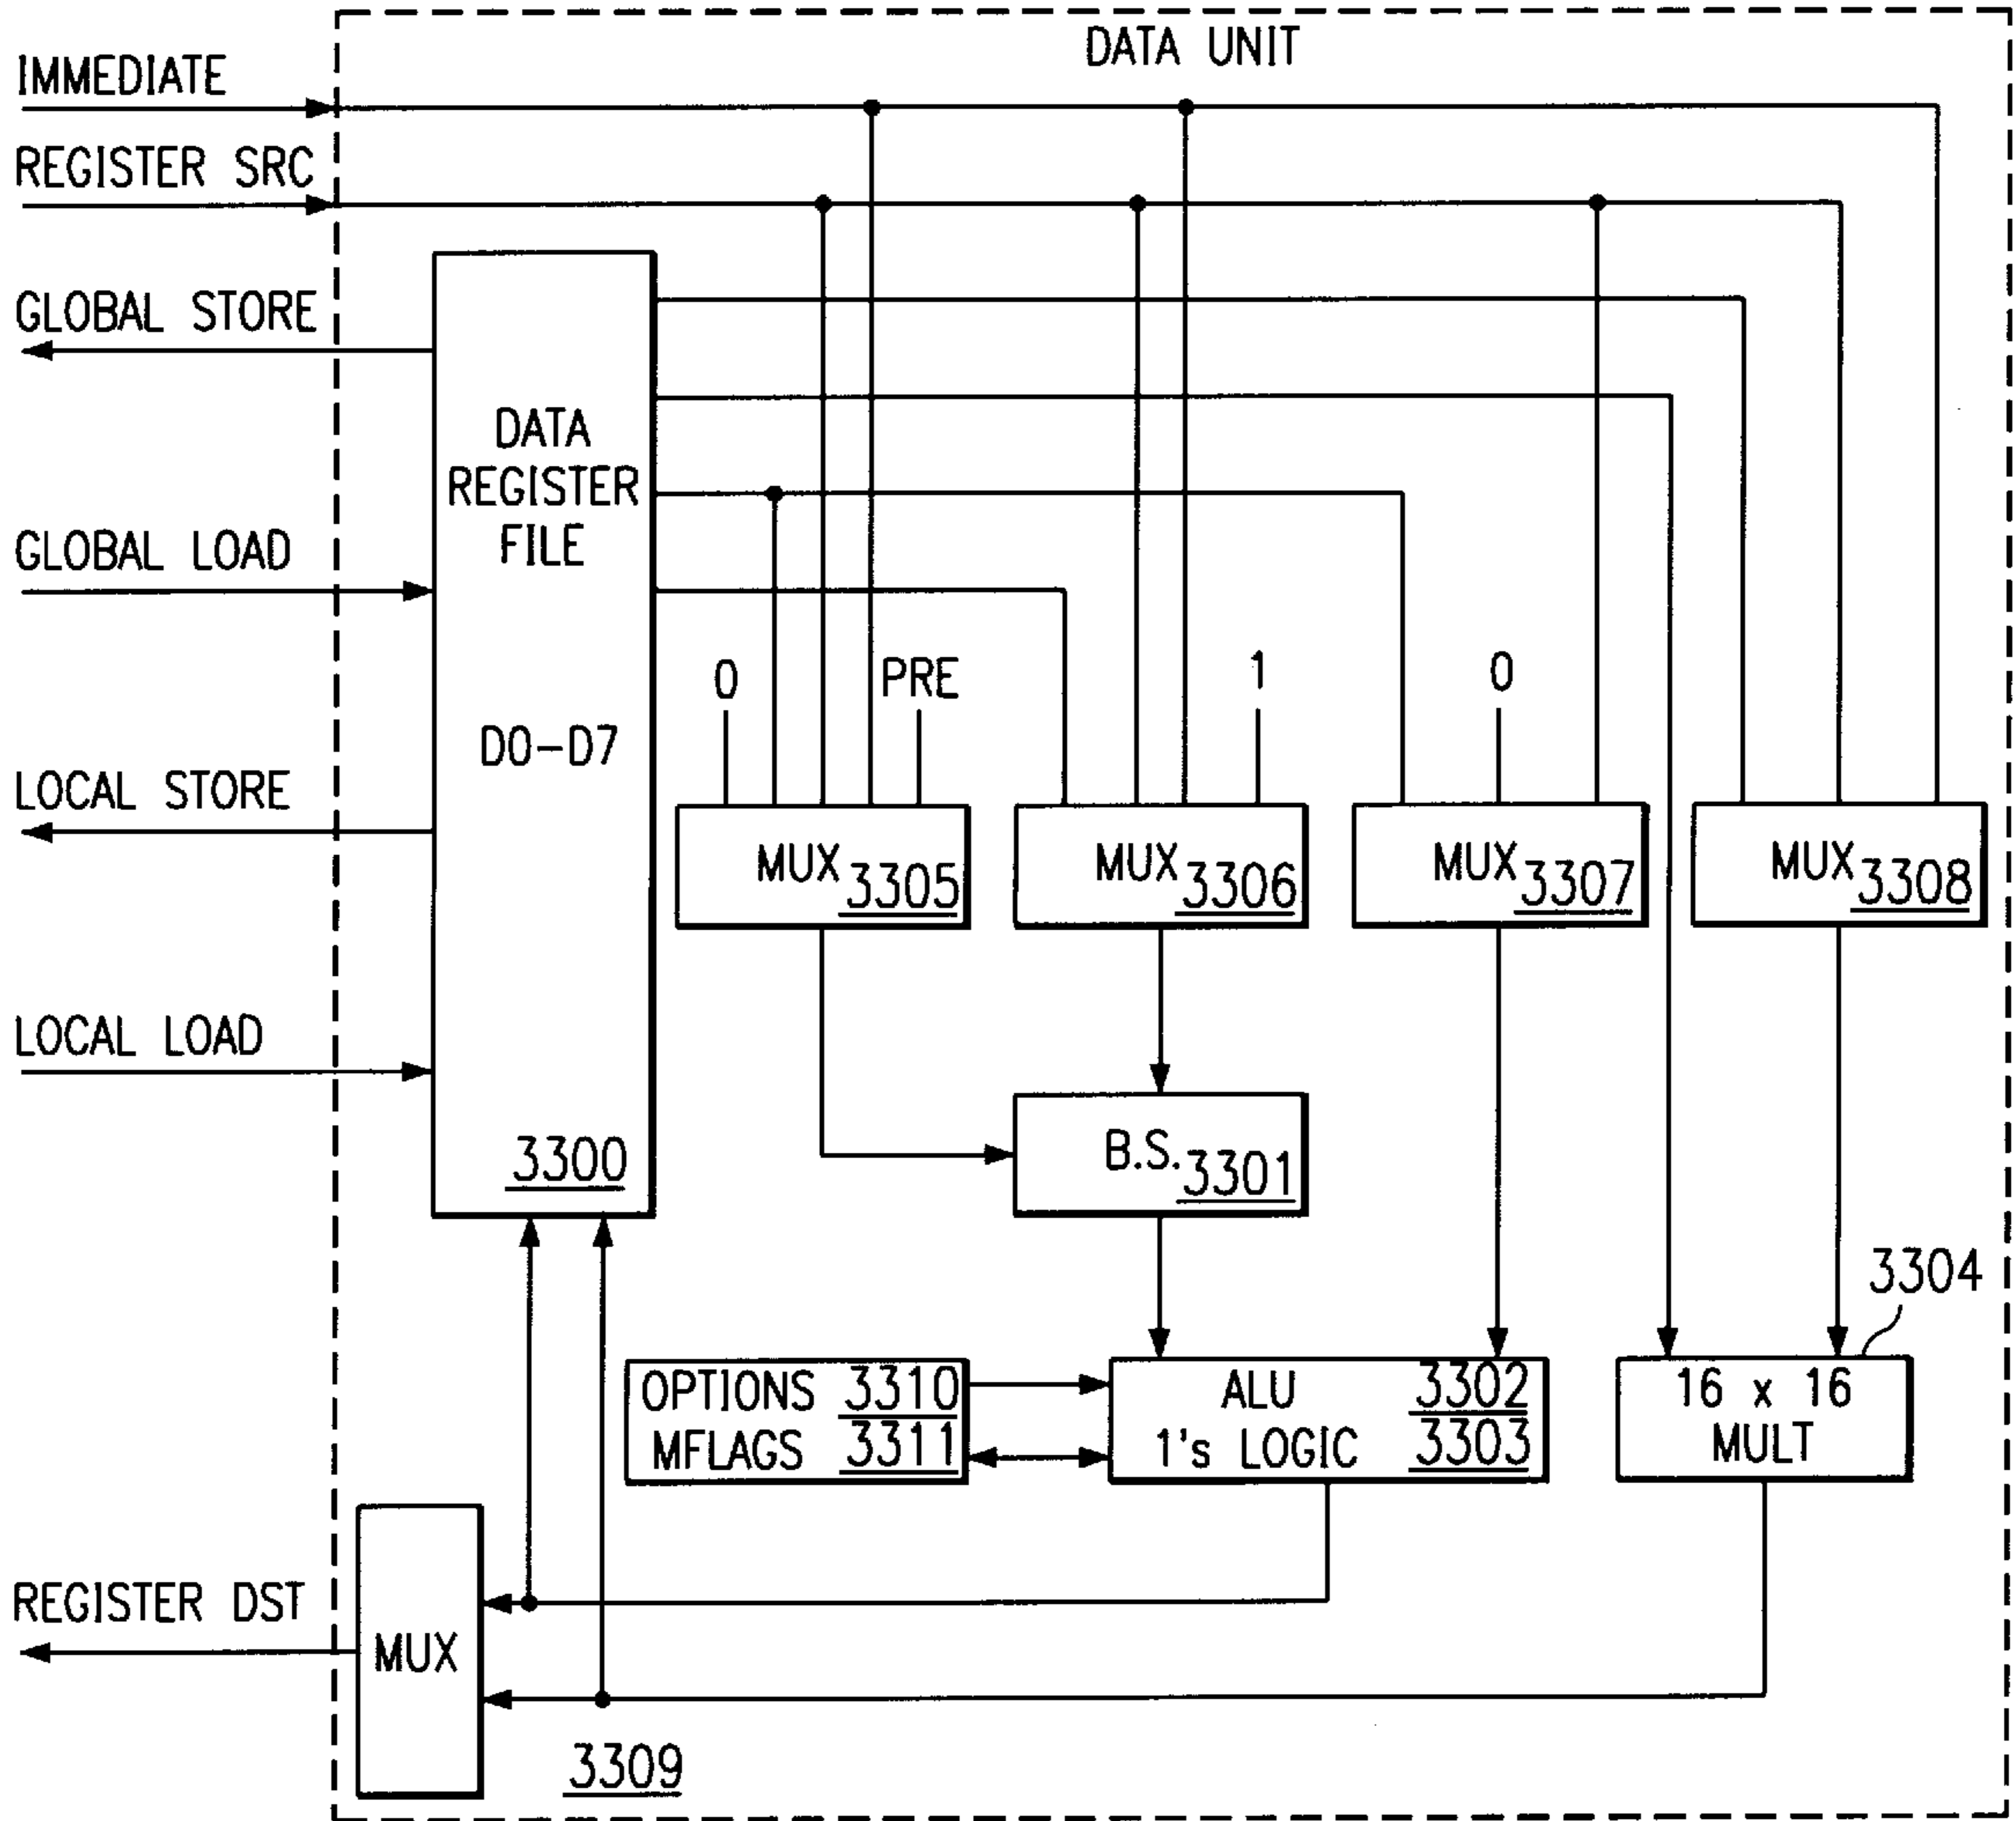 DATA UNIT
IMMEDIATE
REGISTER SRC
GLOBAL STORE
DATA
REGISTER
FILE
GLOBAL LOAD
0
PRE
1
0
D0-D7
LOCAL STORE
MUX 3305
MUX 3306
MUX 3307
MUX 3308
LOCAL LOAD
3300
B.S. 3301
3304
OPTIONS 3310
MFLAGS 3311
ALU 3302
1's LOGIC 3303
16 x 16
MULT
REGISTER DST
MUX
3309